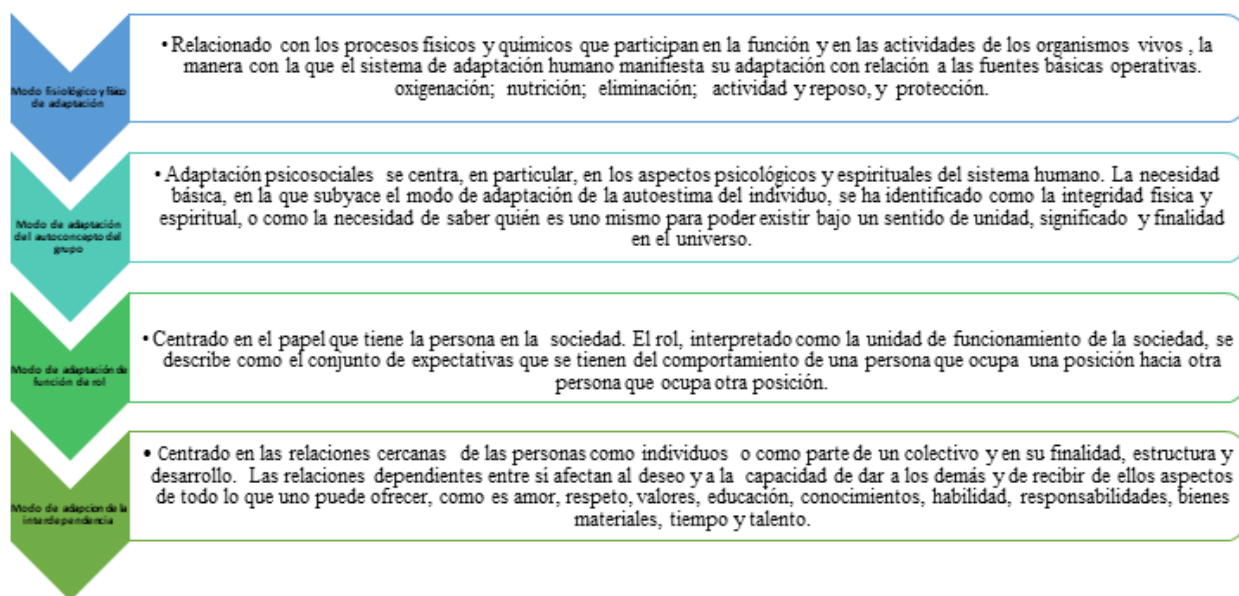 Modo fisiológico y físico
de adaptación
• Relacionado con los procesos físicos y químicos que participan en la función y en las actividades de los organismos vivos , la
manera con la que el sistema de adaptación humano manifiesta su adaptación con relación a las fuentes básicas operativas.
oxigenación; nutrición; eliminación; actividad y reposo, y protección.
Modo de adaptación
del autoconcepto del
grupo
• Adaptación psicosociales se centra, en particular, en los aspectos psicológicos y espirituales del sistema humano. La necesidad
básica, en la que subyace el modo de adaptación de la autoestima del individuo, se ha identificado como la integridad física y
espiritual, o como la necesidad de saber quién es uno mismo para poder existir bajo un sentido de unidad, significado y finalidad
en el universo.
Modo de adaptación de
función de rol
• Centrado en el papel que tiene la persona en la sociedad. El rol, interpretado como la unidad de funcionamiento de la sociedad, se
describe como el conjunto de expectativas que se tienen del comportamiento de una persona que ocupa una posición hacia otra
persona que ocupa otra posición.
Modo de adapcion de la
interdependencia
• Centrado en las relaciones cercanas de las personas como individuos o como parte de un colectivo y en su finalidad, estructura y
desarrollo. Las relaciones dependientes entre si afectan al deseo y a la capacidad de dar a los demás y de recibir de ellos aspectos
de todo lo que uno puede ofrecer, como es amor, respeto, valores, educación, conocimientos, habilidad, responsabilidades, bienes
materiales, tiempo y talento.